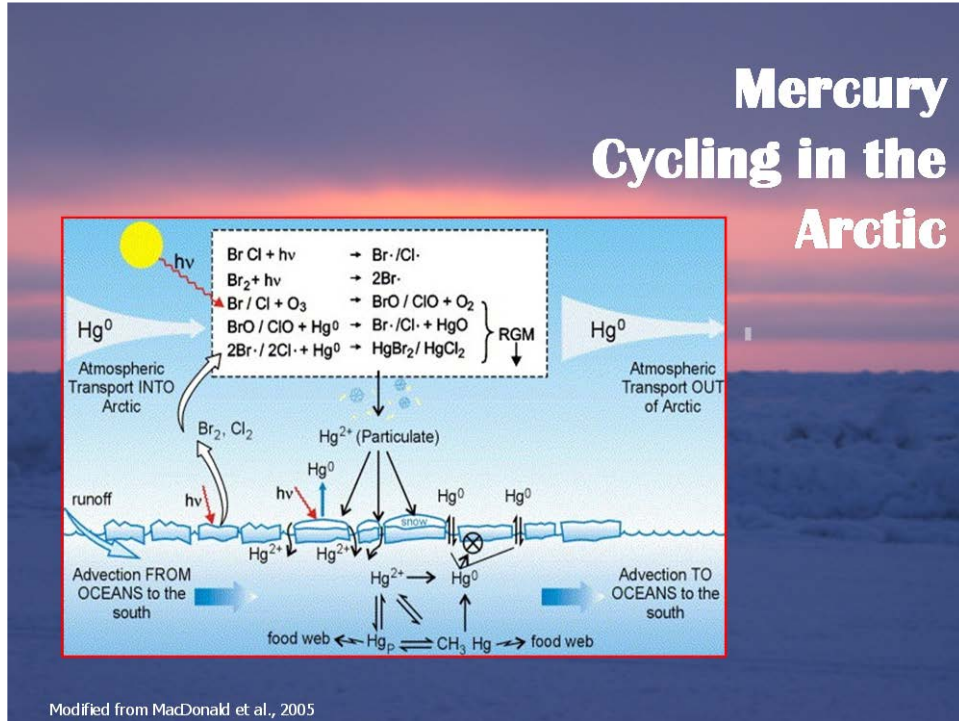 Mercury
Cycling in the
Arctic
hν
Br Cl + hν → Br·/Cl·
Br₂ + hν → 2Br·
Br / Cl + O₃ → BrO / ClO + O₂
BrO / ClO + Hg⁰ → Br·/Cl· + HgO
2Br· / 2Cl· + Hg⁰ → HgBr₂ / HgCl₂
RGM
Hg⁰
Atmospheric
Transport INTO
Arctic
Hg⁰
Atmospheric
Transport OUT
of Arctic
Br₂, Cl₂
Hg²⁺ (Particulate)
runoff
hν
hν
Hg⁰
Hg⁰
Hg⁰
snow
Hg²⁺
Hg²⁺
Advection FROM
OCEANS to the
south
Hg²⁺ → Hg⁰
Advection TO
OCEANS to the
south
food web
Hgₚ
CH₃ Hg
food web
Modified from MacDonald et al., 2005